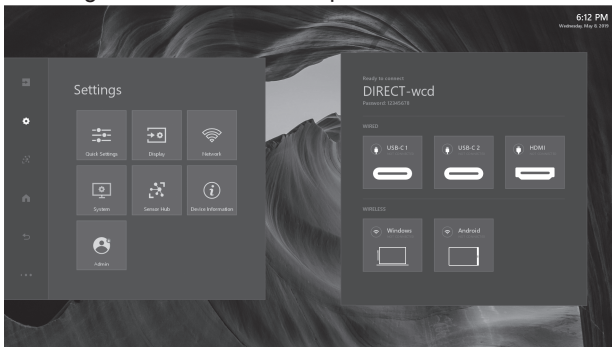 6:12 PM
Wednesday, May 8, 2019
Settings
Quick Settings
Display
Network
System
Sensor Hub
Device Information
Admin
Ready to connect
DIRECT-wcd
Password: 12345678
WIRED
USB-C 1
USB-C 2
HDMI
WIRELESS
Windows
Android